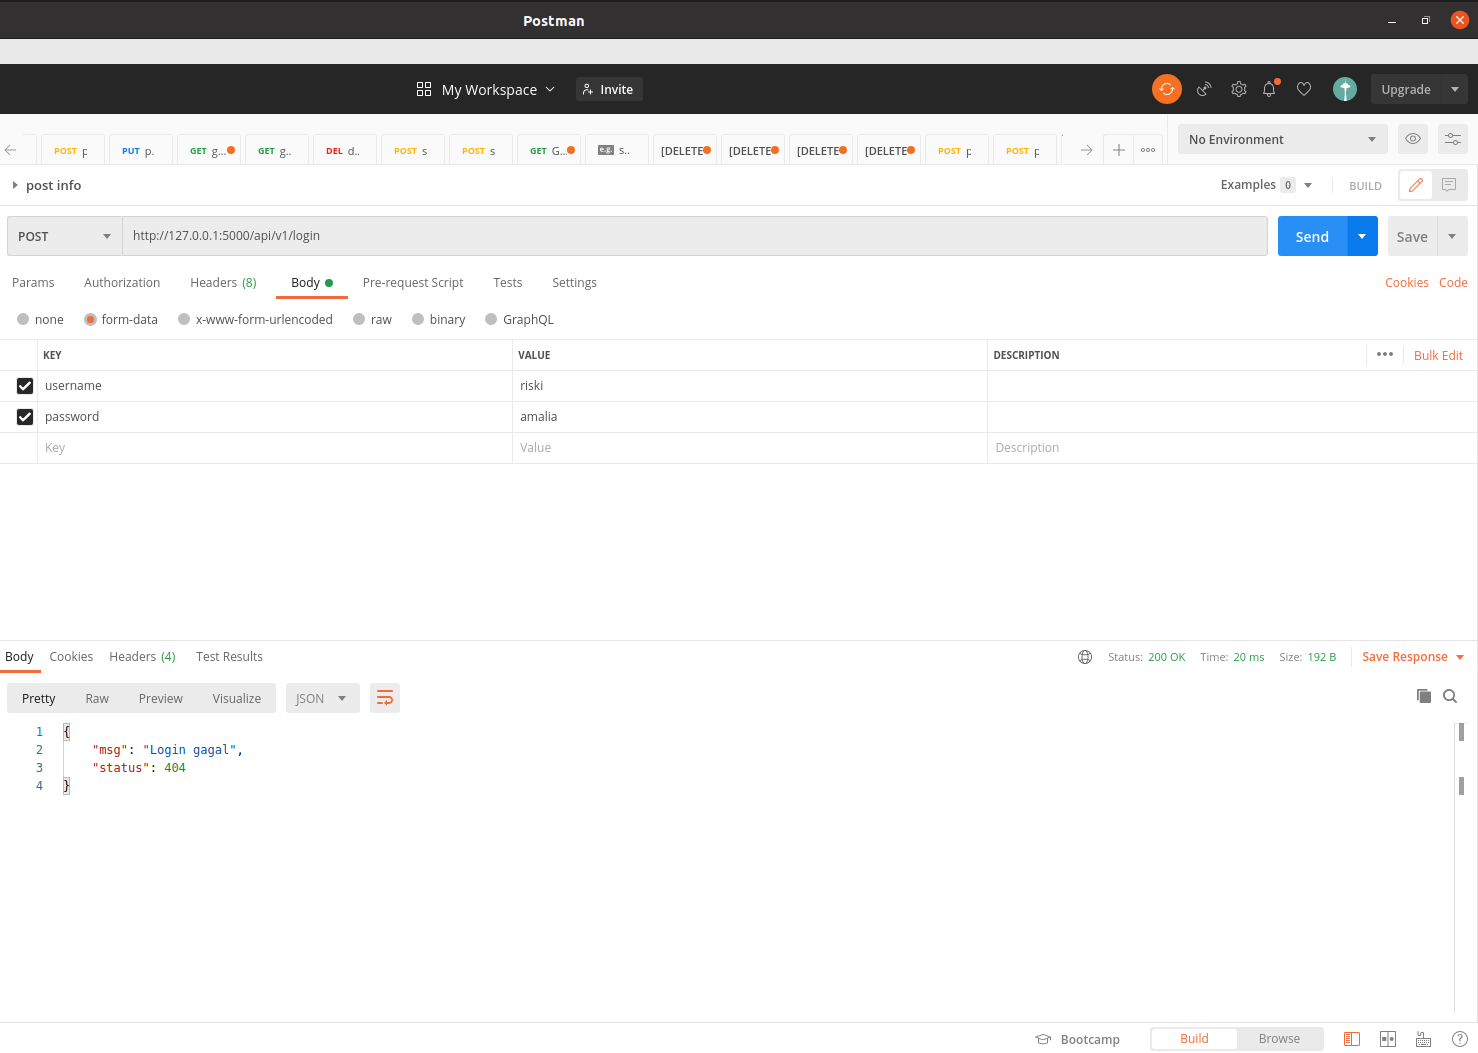 Postman
My Workspace
Invite
Upgrade
POST p
PUT p.
GET g...
GET g..
DEL d..
POST s
POST s
GET G...
e.g. s..
[DELETE
[DELETE
[DELETE
[DELETE
POST p
POST p
No Environment
post info
Examples 0
BUILD
POST
http://127.0.0.1:5000/api/v1/login
Send
Save
Params
Authorization
Headers (8)
Body
Pre-request Script
Tests
Settings
Cookies
Code
none
form-data
x-www-form-urlencoded
raw
binary
GraphQL
KEY
VALUE
DESCRIPTION
Bulk Edit
username
riski
password
amalia
Key
Value
Description
Body
Cookies
Headers (4)
Test Results
Status: 200 OK
Time: 20 ms
Size: 192 B
Save Response
Pretty
Raw
Preview
Visualize
JSON
1 {
2 "msg": "Login gagal",
3 "status": 404
4 }
Bootcamp
Build
Browse